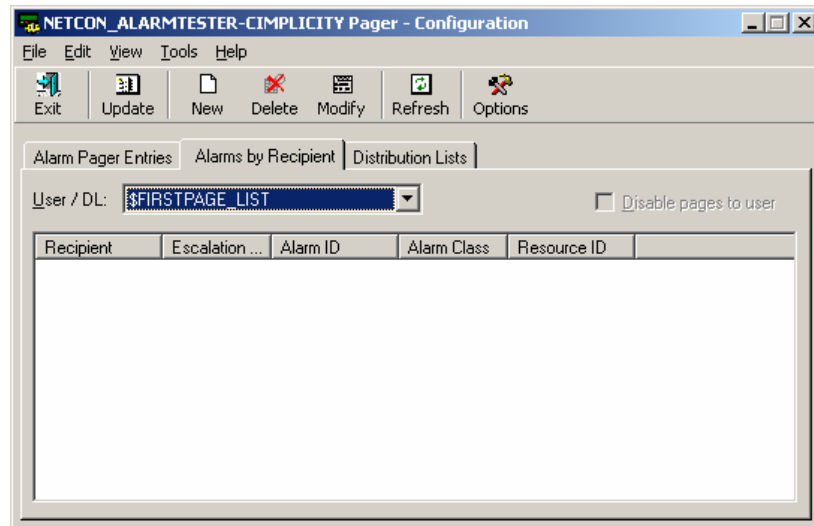 NETCON_ALARMTESTER-CIMPLICITY Pager - Configuration
File Edit View Tools Help
Exit Update New Delete Modify Refresh Options
Alarm Pager Entries Alarms by Recipient Distribution Lists
User / DL: $FIRSTPAGE_LIST Disable pages to user
Recipient Escalation ... Alarm ID Alarm Class Resource ID